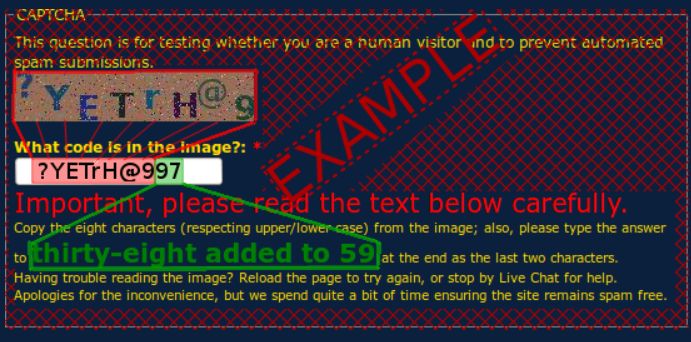 CAPTCHA
This question is for testing whether you are a human visitor and to prevent automated
spam submissions.
?YETrH@9
What code is in the image?: *
?YETrH@997
EXAMPLE
Important, please read the text below carefully.
Copy the eight characters (respecting upper/lower case) from the image; also, please type the answer
to thirty-eight added to 59 at the end as the last two characters.
Having trouble reading the image? Reload the page to try again, or stop by Live Chat for help.
Apologies for the inconvenience, but we spend quite a bit of time ensuring the site remains spam free.